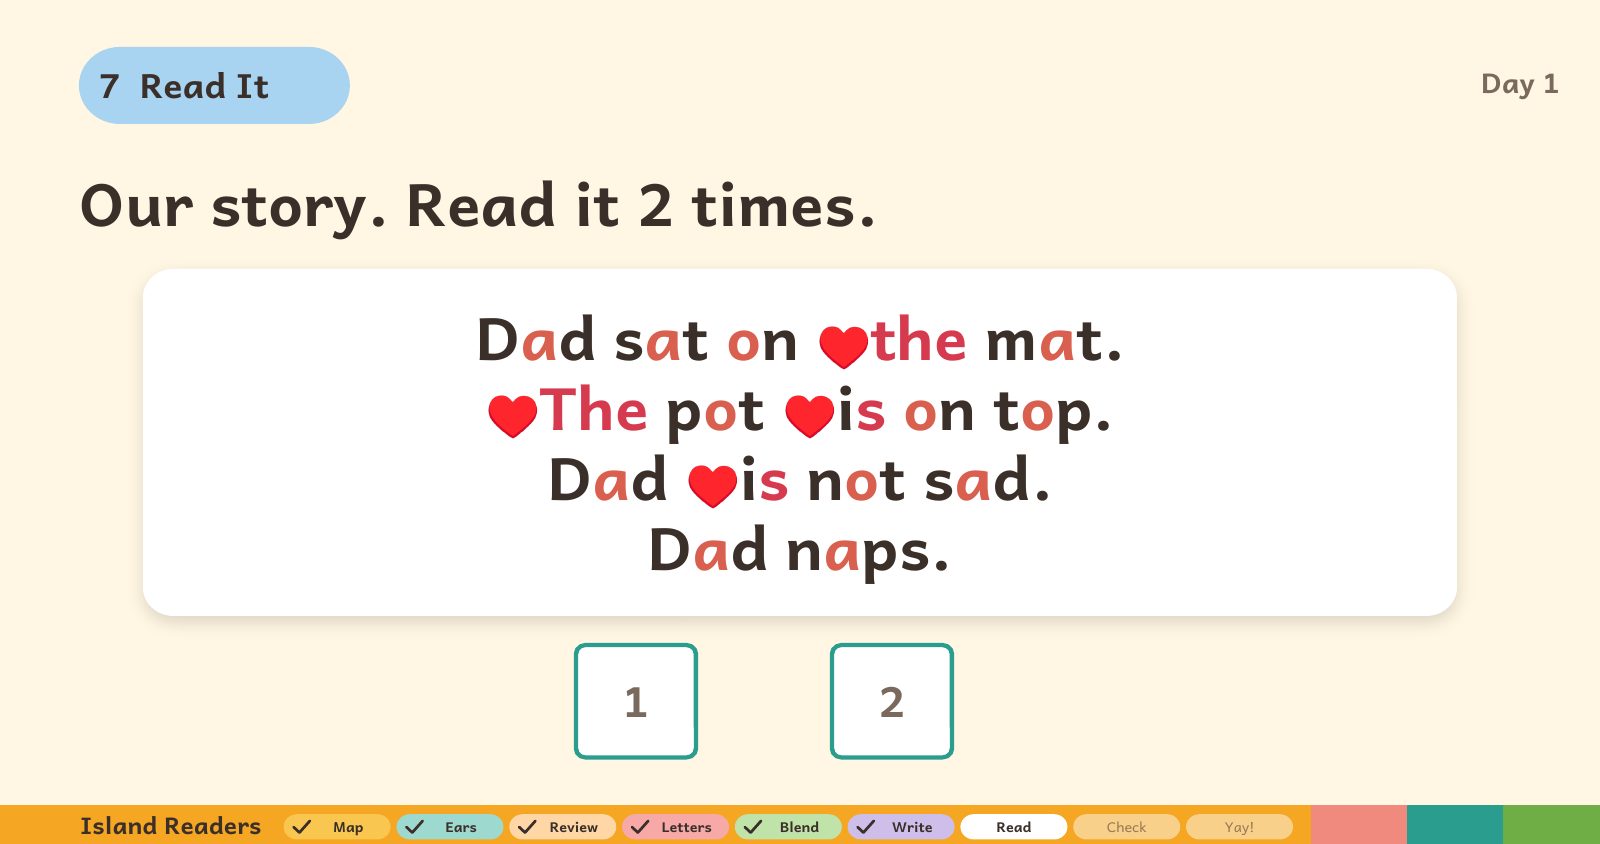 7 Read It
Day 1
Our story. Read it 2 times.
Dad sat on ❤️the mat.
❤️The pot ❤️is on top.
Dad ❤️is not sad.
Dad naps.
1
2
Island Readers
Map
Ears
Review
Letters
Blend
Write
Read
Check
Yay!